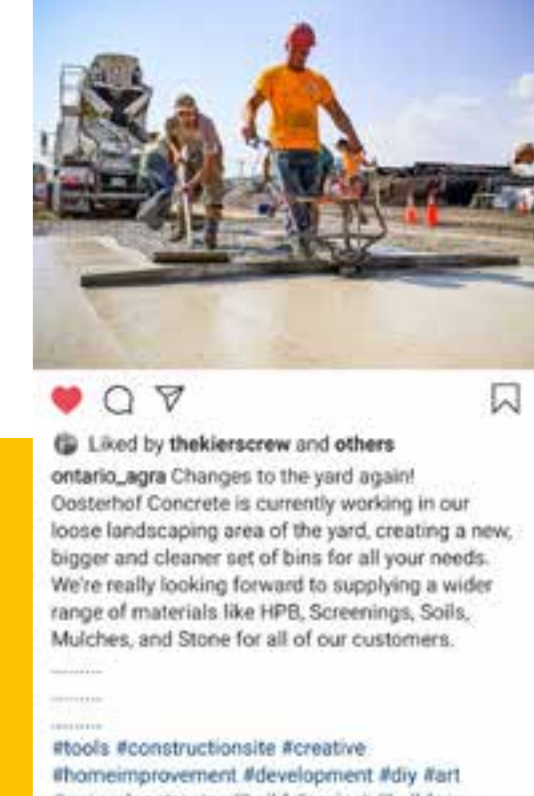 Liked by thekierscrew and others
ontario_agra Changes to the yard again!
Oosterhof Concrete is currently working in our
loose landscaping area of the yard, creating a new,
bigger and cleaner set of bins for all your needs.
We're really looking forward to supplying a wider
range of materials like HPB, Screenings, Soils,
Mulches, and Stone for all of our customers.
..........
..........
..........
#tools #constructionsite #creative
#homeimprovement #development #diy #art